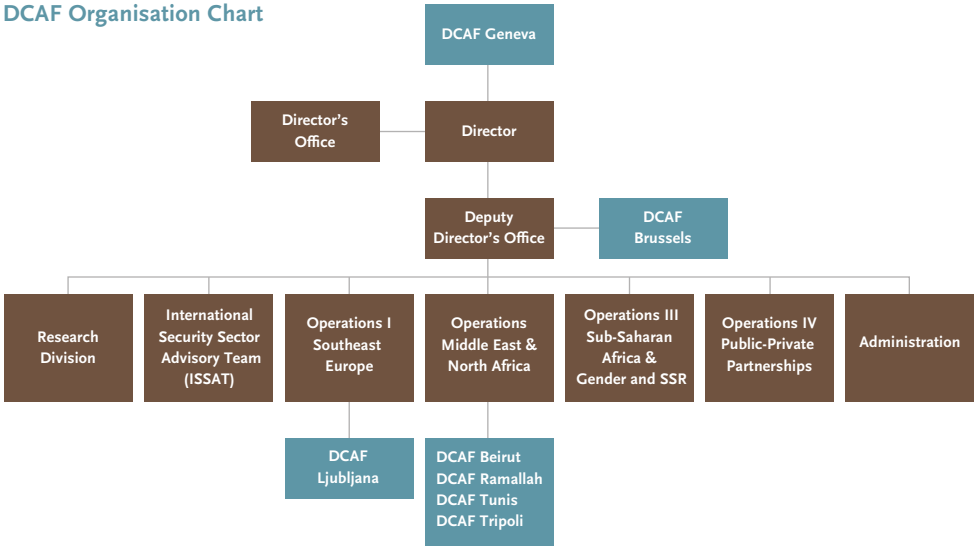 DCAF Organisation Chart
DCAF Geneva
Director’s
Office
Director
Deputy
Director’s Office
DCAF
Brussels
Research
Division
International
Security Sector
Advisory Team
(ISSAT)
Operations I
Southeast
Europe
Operations
Middle East &
North Africa
Operations III
Sub-Saharan
Africa &
Gender and SSR
Operations IV
Public-Private
Partnerships
Administration
DCAF
Ljubljana
DCAF Beirut
DCAF Ramallah
DCAF Tunis
DCAF Tripoli